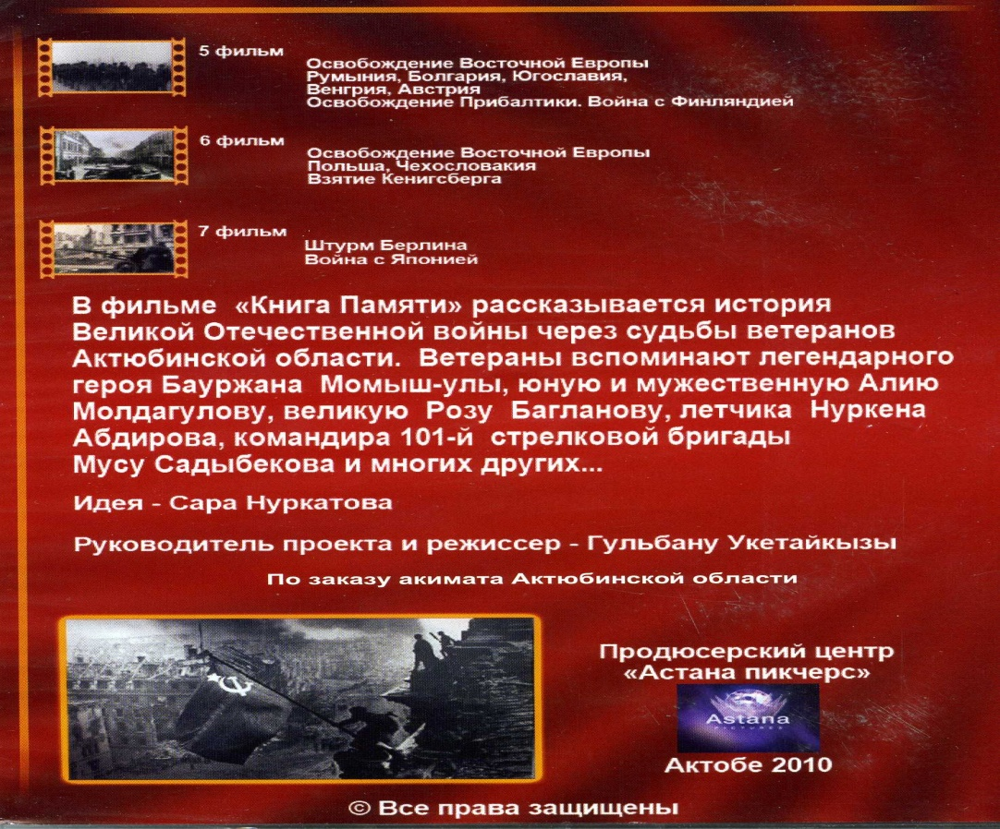 5 фильм
Освобождение Восточной Европы
Румыния, Болгария, Югославия,
Венгрия, Австрия
Освобождение Прибалтики. Война с Финляндией
6 фильм
Освобождение Восточной Европы
Польша, Чехословакия
Взятие Кенигсберга
7 фильм
Штурм Берлина
Война с Японией
В фильме «Книга Памяти» рассказывается история
Великой Отечественной войны через судьбы ветеранов
Актюбинской области. Ветераны вспоминают легендарного
героя Бауржана Момыш-улы, юную и мужественную Алию
Молдагулову, великую Розу Багланову, летчика Нуркена
Абдирова, командира 101-й стрелковой бригады
Мусу Садыбекова и многих других...
Идея - Сара Нуркатова
Руководитель проекта и режиссер - Гульбану Укетайкызы
По заказу акимата Актюбинской области
Продюсерский центр
«Астана пикчерс»
Astana
PICTURES
Актобе 2010
© Все права защищены